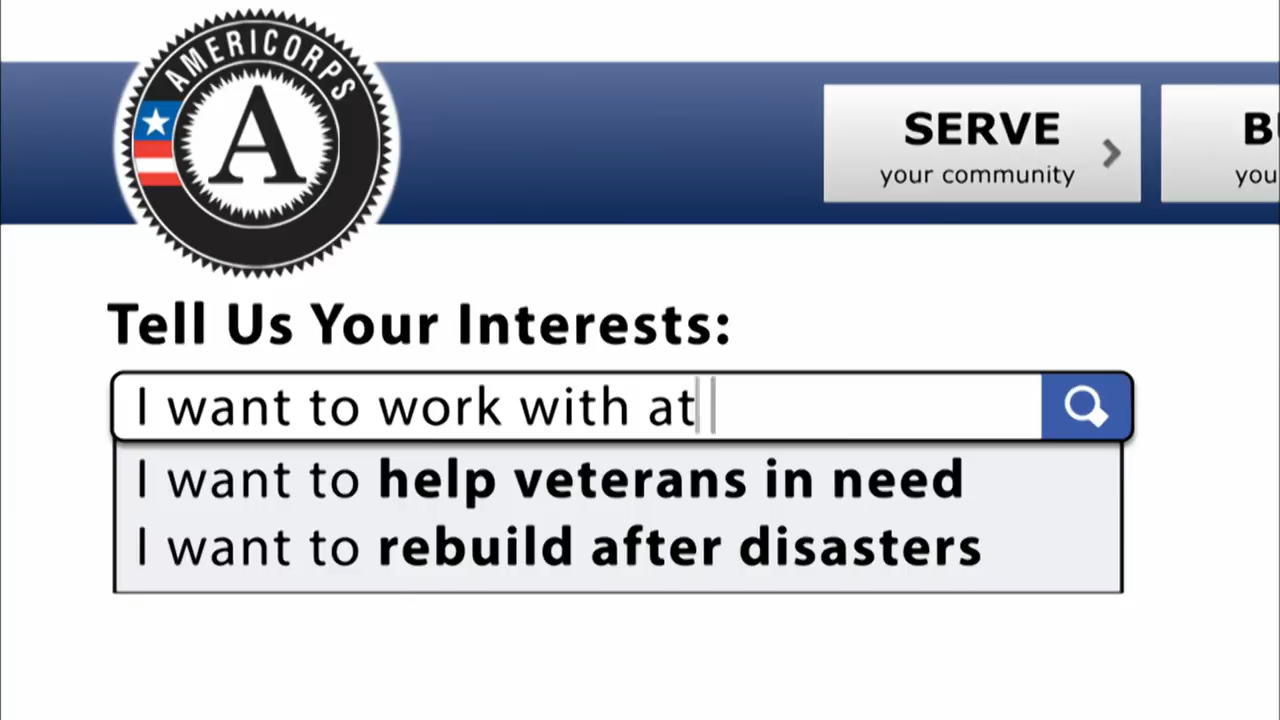 AMERICORPS
A
SERVE
your community
B
you
Tell Us Your Interests:
I want to work with at
I want to help veterans in need
I want to rebuild after disasters